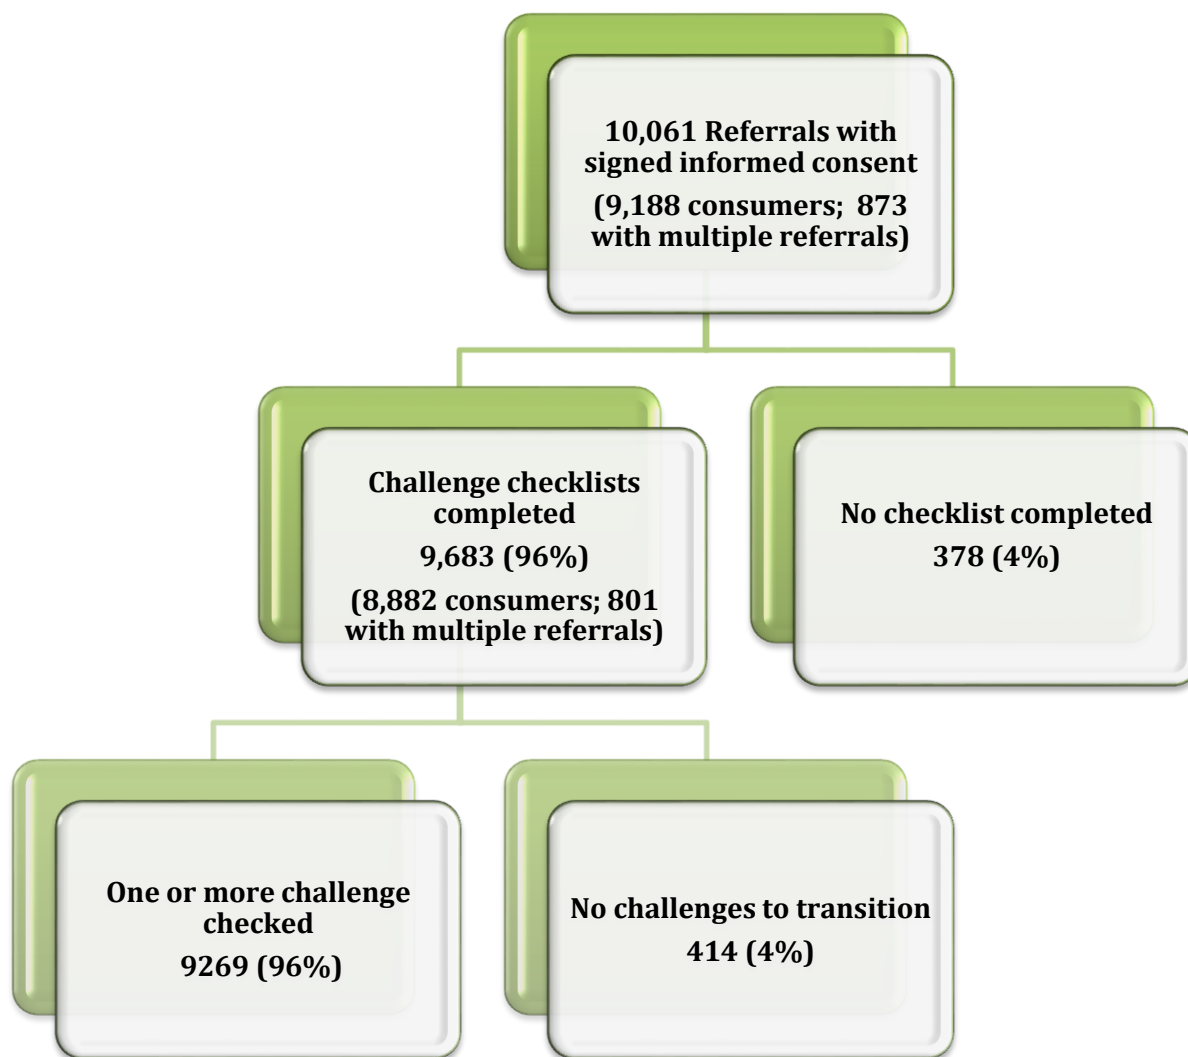 10,061 Referrals with
signed informed consent
(9,188 consumers;  873
with multiple referrals)
Challenge checklists
completed
9,683 (96%)
(8,882 consumers; 801
with multiple referrals)
No checklist completed
378 (4%)
One or more challenge
checked
9269 (96%)
No challenges to transition
414 (4%)